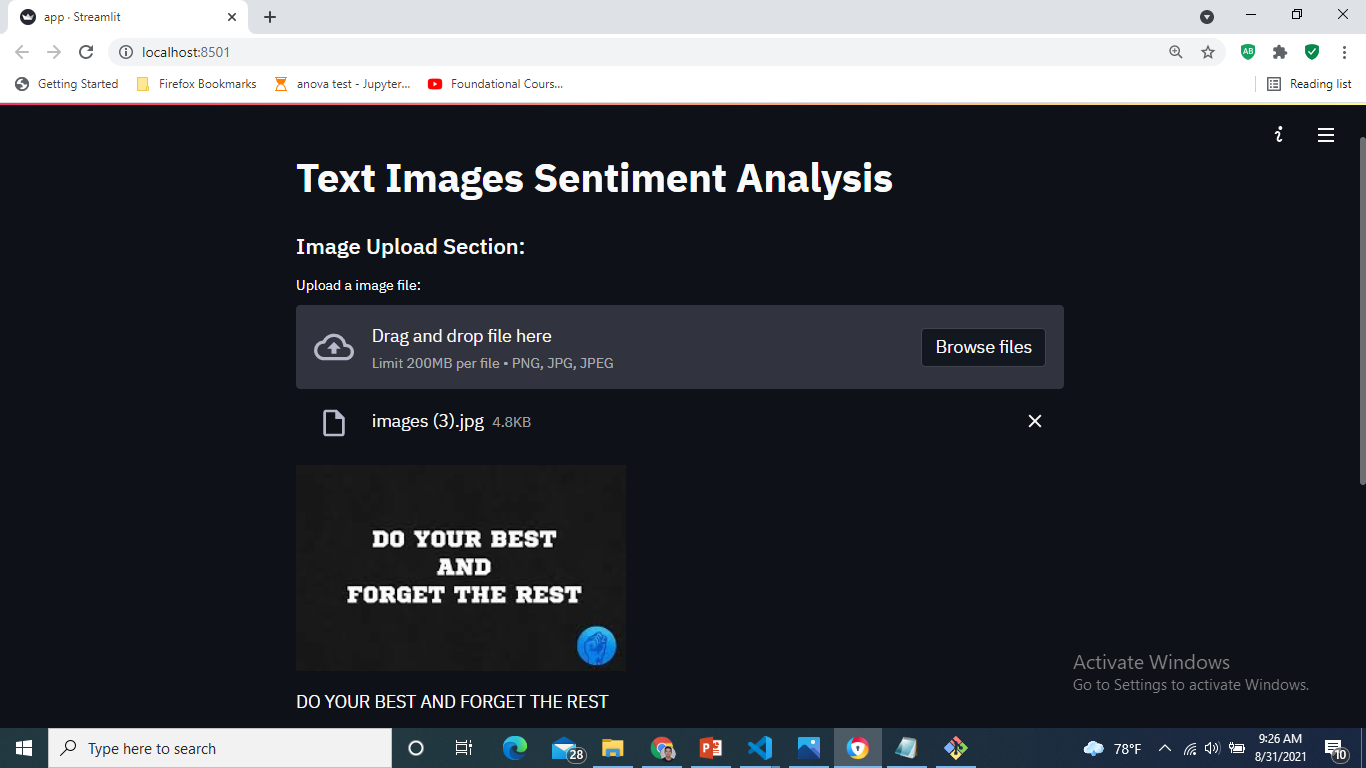 app · Streamlit
localhost:8501
Getting Started
Firefox Bookmarks
anova test - Jupyter...
Foundational Cours...
Reading list
Text Images Sentiment Analysis
Image Upload Section:
Upload a image file:
Drag and drop file here
Limit 200MB per file • PNG, JPG, JPEG
Browse files
images (3).jpg 4.8KB
DO YOUR BEST
AND
FORGET THE REST
DO YOUR BEST AND FORGET THE REST
Activate Windows
Go to Settings to activate Windows.
Type here to search
28
78°F
9:26 AM
8/31/2021
10